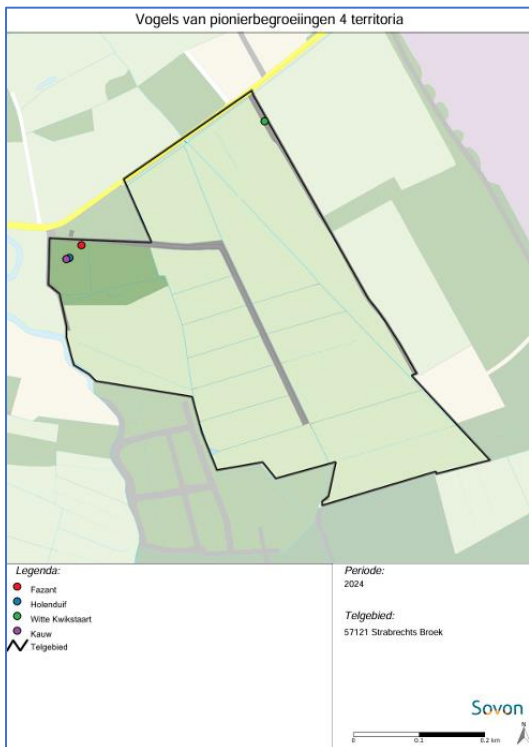 Vogels van pionierbegroeiingen 4 territoria
Legenda:
Fazant
Holenduif
Witte Kwikstaart
Kauw
Telgebied
Periode:
2024
Telgebied:
57121 Strabrechts Broek
Sovon
N
0 0.1 0.2 km